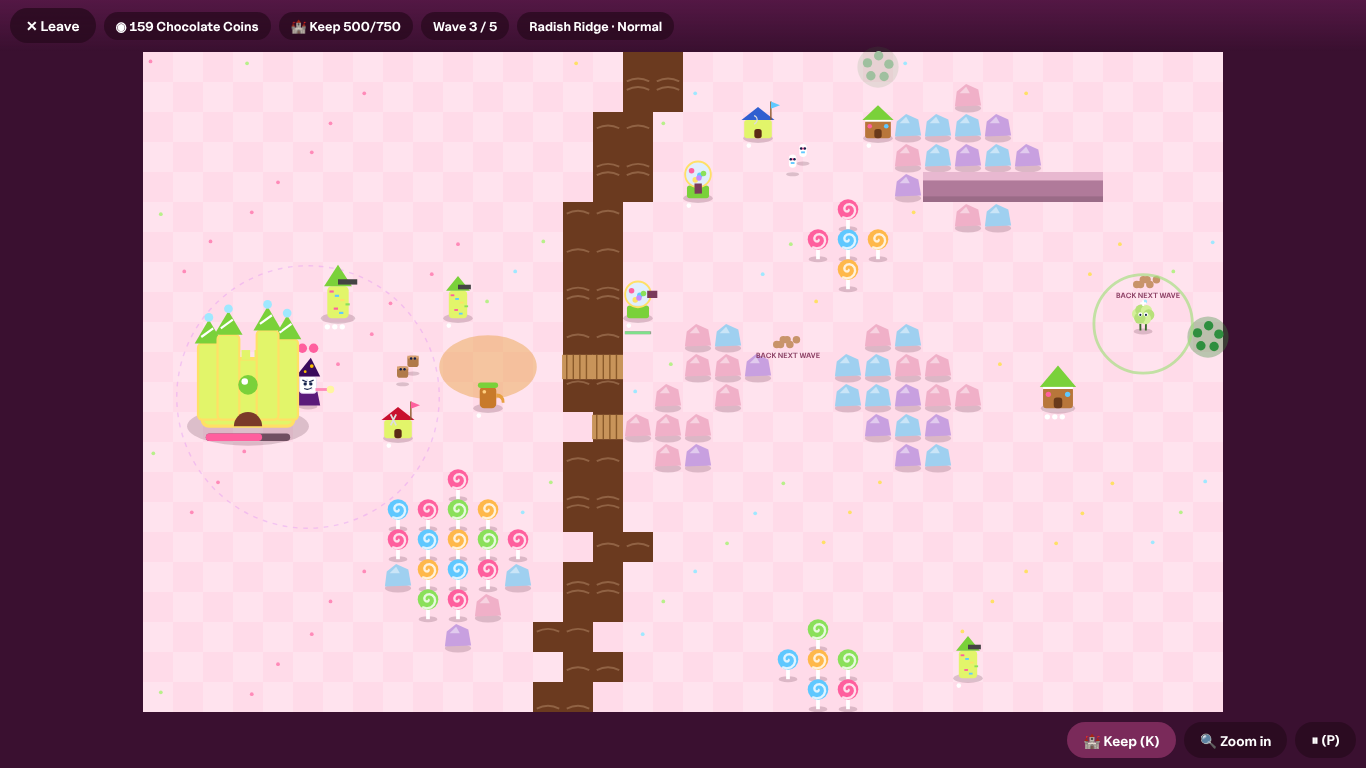 ✕ Leave
◉ 159 Chocolate Coins
🏰 Keep 500/750
Wave 3 / 5
Radish Ridge · Normal
BACK NEXT WAVE
BACK NEXT WAVE
🏰 Keep (K)
🔍 Zoom in
⏸ (P)